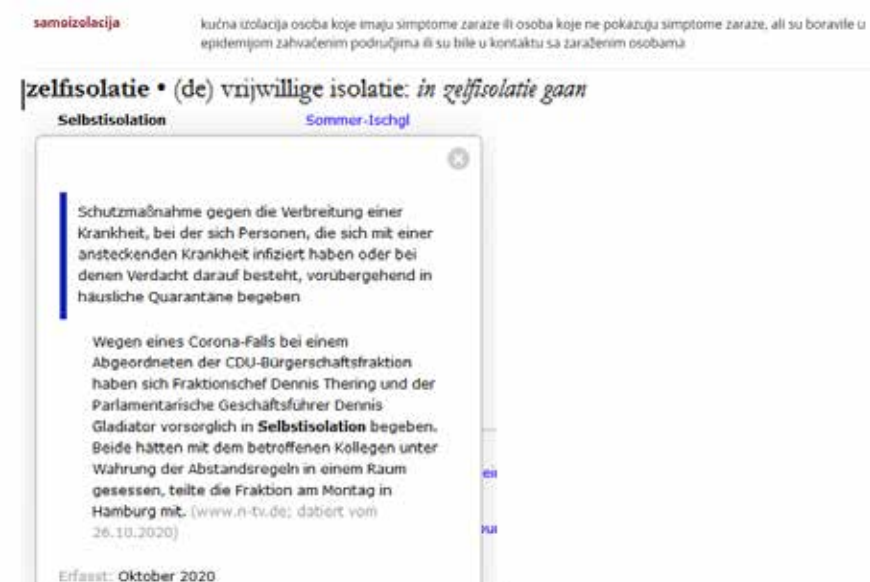 samoizolacija kućna izolacija osoba koje imaju simptome zaraze ili osoba koje ne pokazuju simptome zaraze, ali su boravile u
epidemijom zahvaćenim područjima ili su bile u kontaktu sa zaraženim osobama
zelfisolatie • (de) vrijwillige isolatie: in zelfisolatie gaan
Selbstisolation Sommer-Ischgl
Schutzmaßnahme gegen die Verbreitung einer
Krankheit, bei der sich Personen, die sich mit einer
ansteckenden Krankheit infiziert haben oder bei
denen Verdacht darauf besteht, vorübergehend in
häusliche Quarantäne begeben
Wegen eines Corona-Falls bei einem
Abgeordneten der CDU-Bürgerschaftsfraktion
haben sich Fraktionschef Dennis Thering und der
Parlamentarische Geschäftsführer Dennis
Gladiator vorsorglich in Selbstisolation begeben.
Beide hätten mit dem betroffenen Kollegen unter
Wahrung der Abstandsregeln in einem Raum
gesessen, teilte die Fraktion am Montag in
Hamburg mit. (www.n-tv.de; datiert vom
26.10.2020)
Erfasst: Oktober 2020